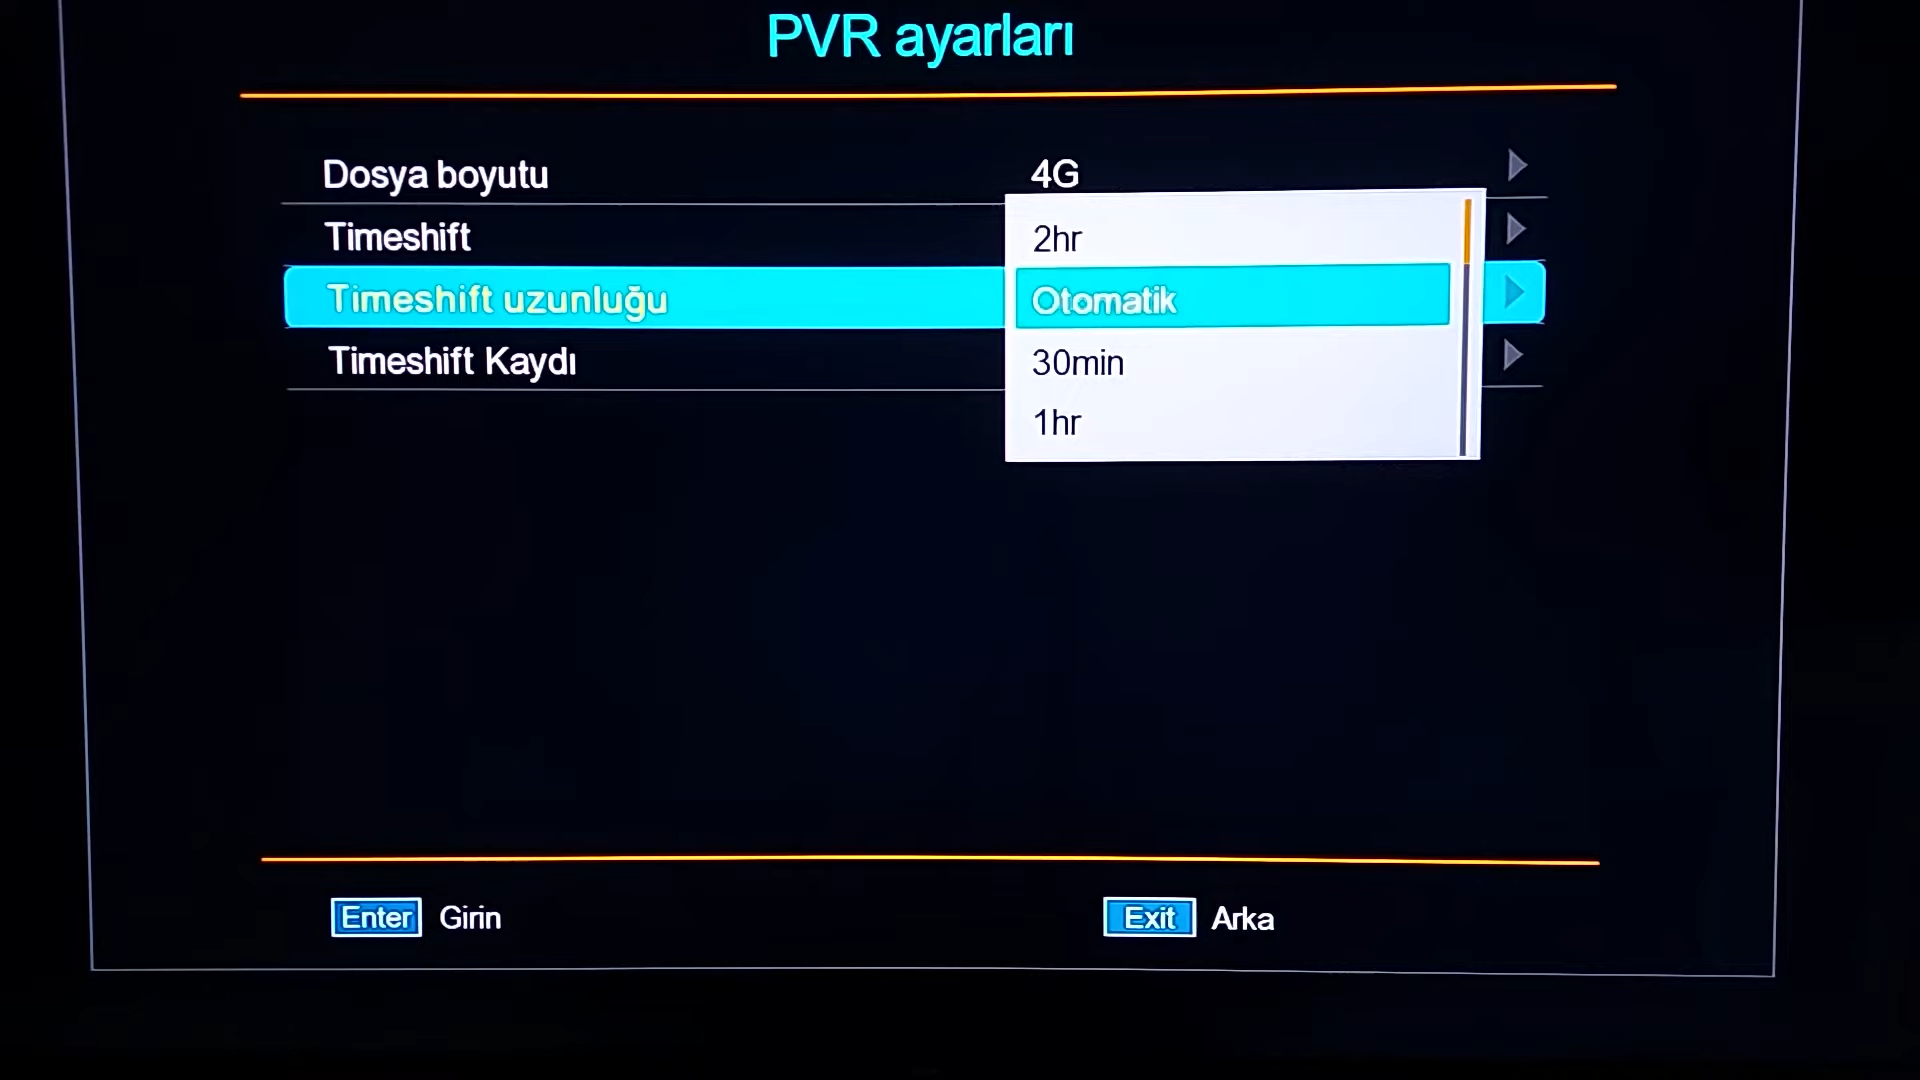 PVR ayarları
Dosya boyutu 4G
Timeshift 2hr
Timeshift uzunluğu Otomatik
Timeshift Kaydı 30min
1hr
Enter Girin Exit Arka